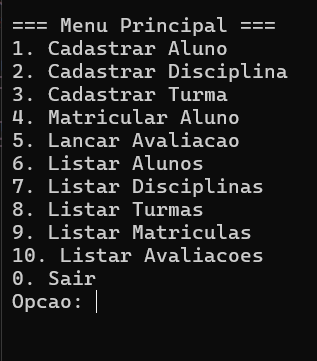 === Menu Principal ===
1. Cadastrar Aluno
2. Cadastrar Disciplina
3. Cadastrar Turma
4. Matricular Aluno
5. Lancar Avaliacao
6. Listar Alunos
7. Listar Disciplinas
8. Listar Turmas
9. Listar Matriculas
10. Listar Avaliacoes
0. Sair
Opcao: